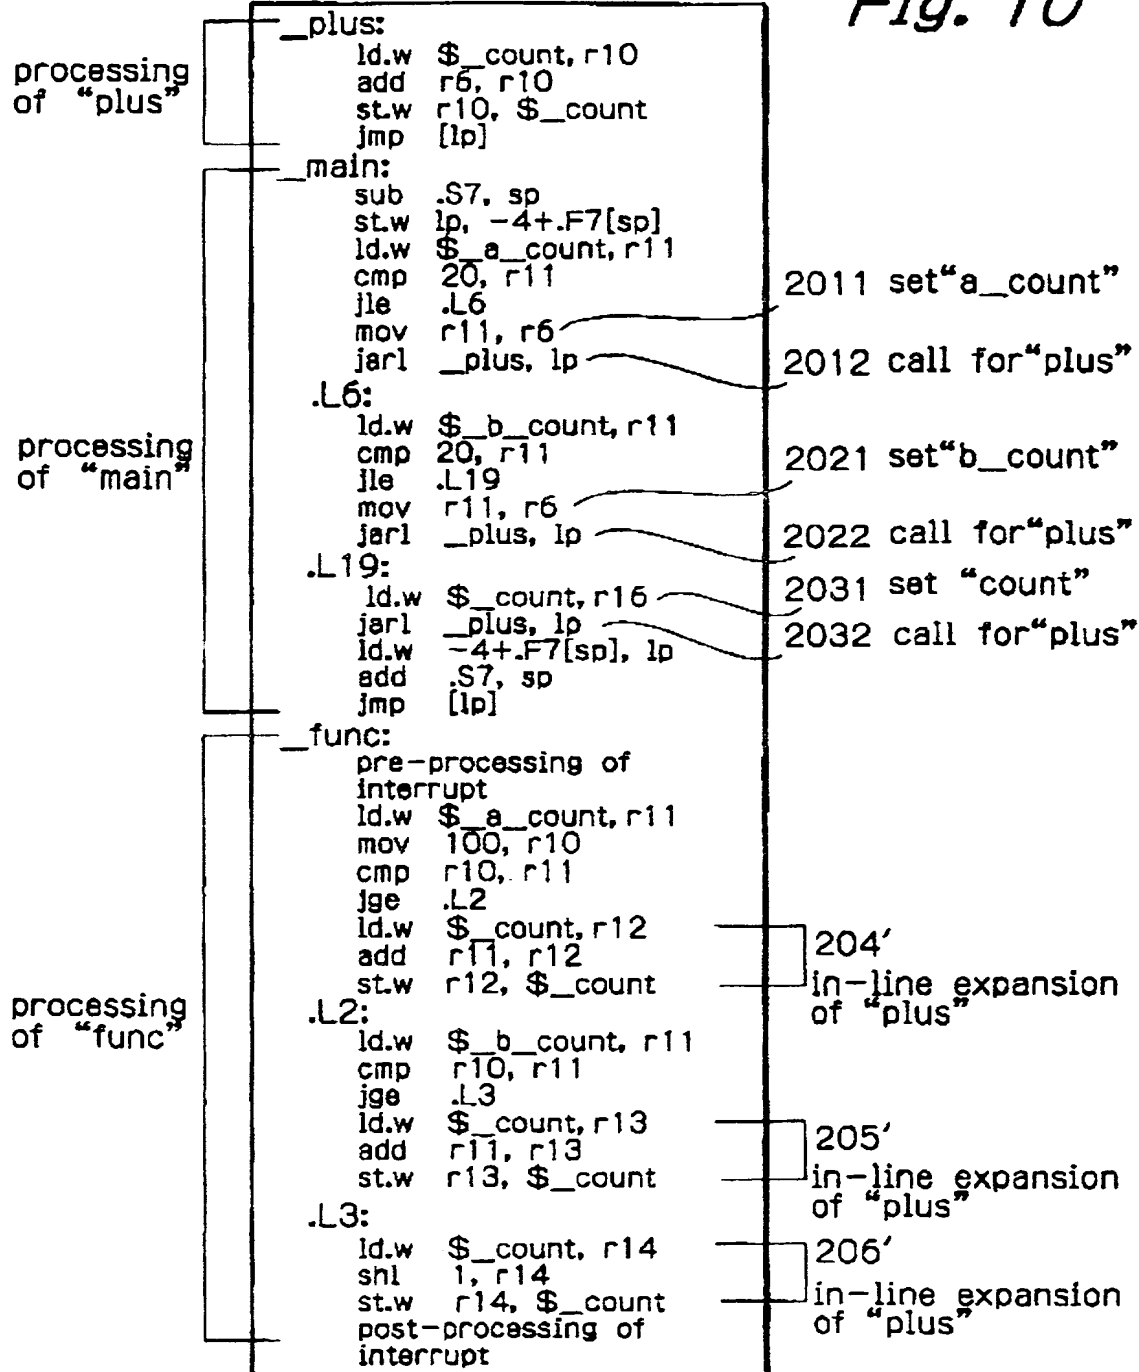 Fig. 10
processing
of “plus”
_plus:
ld.w $_count, r10
add r6, r10
st.w r10, $_count
jmp [lp]
processing
of “main”
_main:
sub .S7, sp
st.w lp, -4+.F7[sp]
ld.w $_a_count, r11
cmp 20, r11
jle .L6
mov r11, r6
2011 set“a_count”
jarl _plus, lp
2012 call for“plus”
.L6:
ld.w $_b_count, r11
cmp 20, r11
jle .L19
mov r11, r6
2021 set“b_count”
jarl _plus, lp
2022 call for“plus”
.L19:
ld.w $_count, r16
2031 set “count”
jarl _plus, lp
2032 call for“plus”
ld.w -4+.F7[sp], lp
add .S7, sp
jmp [lp]
processing
of “func”
_func:
pre-processing of
interrupt
ld.w $_a_count, r11
mov 100, r10
cmp r10, r11
jge .L2
ld.w $_count, r12
add r11, r12
st.w r12, $_count
204′
in-line expansion
of “plus”
.L2:
ld.w $_b_count, r11
cmp r10, r11
jge .L3
ld.w $_count, r13
add r11, r13
st.w r13, $_count
205′
in-line expansion
of “plus”
.L3:
ld.w $_count, r14
shl 1, r14
st.w r14, $_count
206′
in-line expansion
of “plus”
post-processing of
interrupt